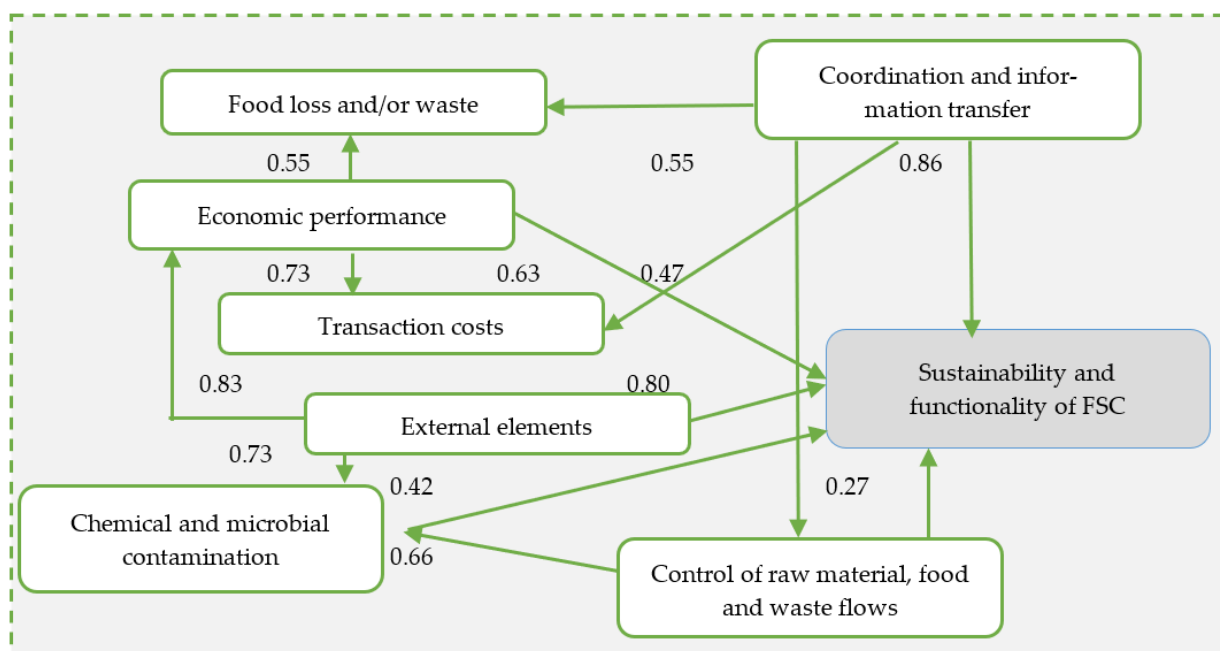 Food loss and/or waste
Coordination and infor-
mation transfer
0.55
0.55
0.86
Economic performance
0.73
0.63
0.47
Transaction costs
0.83
0.80
Sustainability and
functionality of FSC
External elements
0.73
0.42
0.27
Chemical and microbial
contamination
0.66
Control of raw material, food
and waste flows